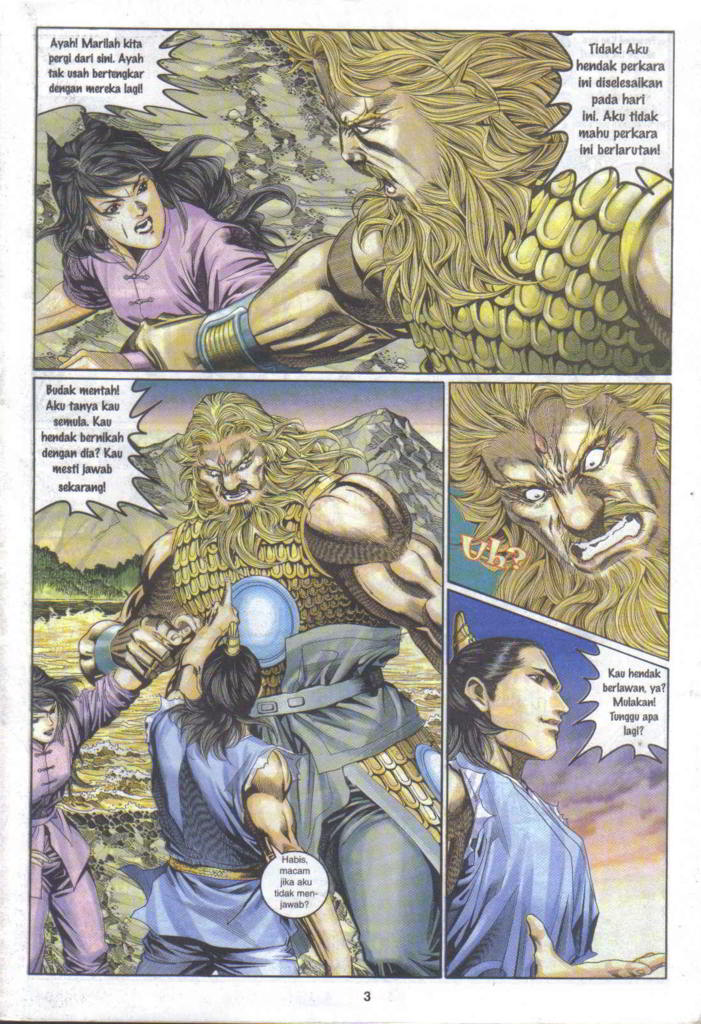 Ayah! Marilah kita
pergi dari sini. Ayah
tak usah bertengkar
dengan mereka lagi!
Tidak! Aku
hendak perkara
ini diselesaikan
pada hari
ini. Aku tidak
mahu perkara
ini berlarutan!
Budak mentah!
Aku tanya kau
semula. Kau
hendak bernikah
dengan dia? Kau
mesti jawab
sekarang!
Uh?
Habis,
macam
jika aku
tidak men-
jawab?
Kau hendak
berlawan, ya?
Mulakan!
Tunggu apa
lagi?
3